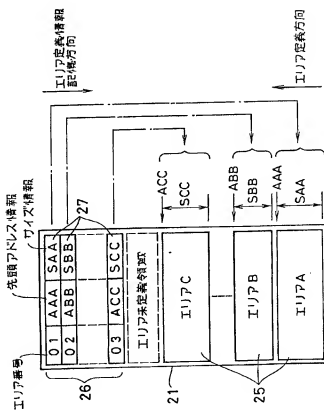 エリア番号
先頭アドレス情報
サイズ情報
エリア定義情報
記憶方向
01 AAA SAA
02 ABB SBB
27
26
03 ACC SCC
エリア未定義領域
21
エリアC
ACC
SCC
エリアB
ABB
SBB
25
エリアA
AAA
SAA
エリア定義方向